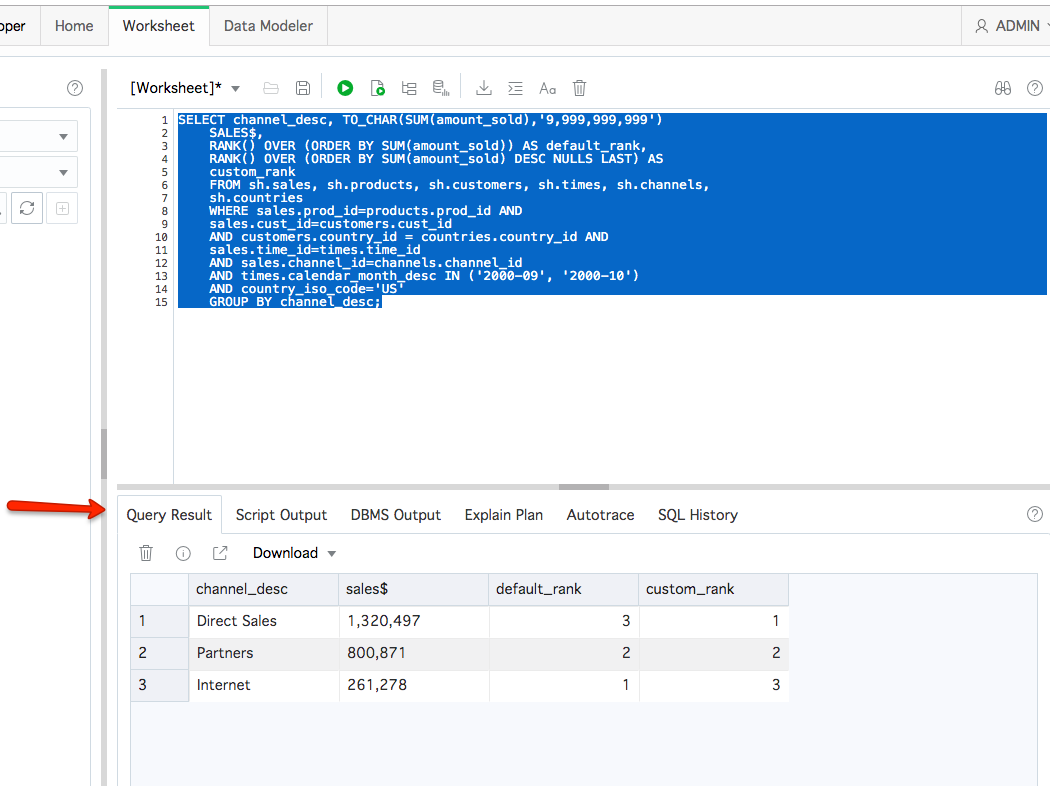 oper Home Worksheet Data Modeler ADMIN
[Worksheet]* Aa
1 SELECT channel_desc, TO_CHAR(SUM(amount_sold),'9,999,999,999')
2 SALES$,
3 RANK() OVER (ORDER BY SUM(amount_sold)) AS default_rank,
4 RANK() OVER (ORDER BY SUM(amount_sold) DESC NULLS LAST) AS
5 custom_rank
6 FROM sh.sales, sh.products, sh.customers, sh.times, sh.channels,
7 sh.countries
8 WHERE sales.prod_id=products.prod_id AND
9 sales.cust_id=customers.cust_id
10 AND customers.country_id = countries.country_id AND
11 sales.time_id=times.time_id
12 AND sales.channel_id=channels.channel_id
13 AND times.calendar_month_desc IN ('2000-09', '2000-10')
14 AND country_iso_code='US'
15 GROUP BY channel_desc;
Query Result Script Output DBMS Output Explain Plan Autotrace SQL History
Download
channel_desc sales$ default_rank custom_rank
1 Direct Sales 1,320,497 3 1
2 Partners 800,871 2 2
3 Internet 261,278 1 3